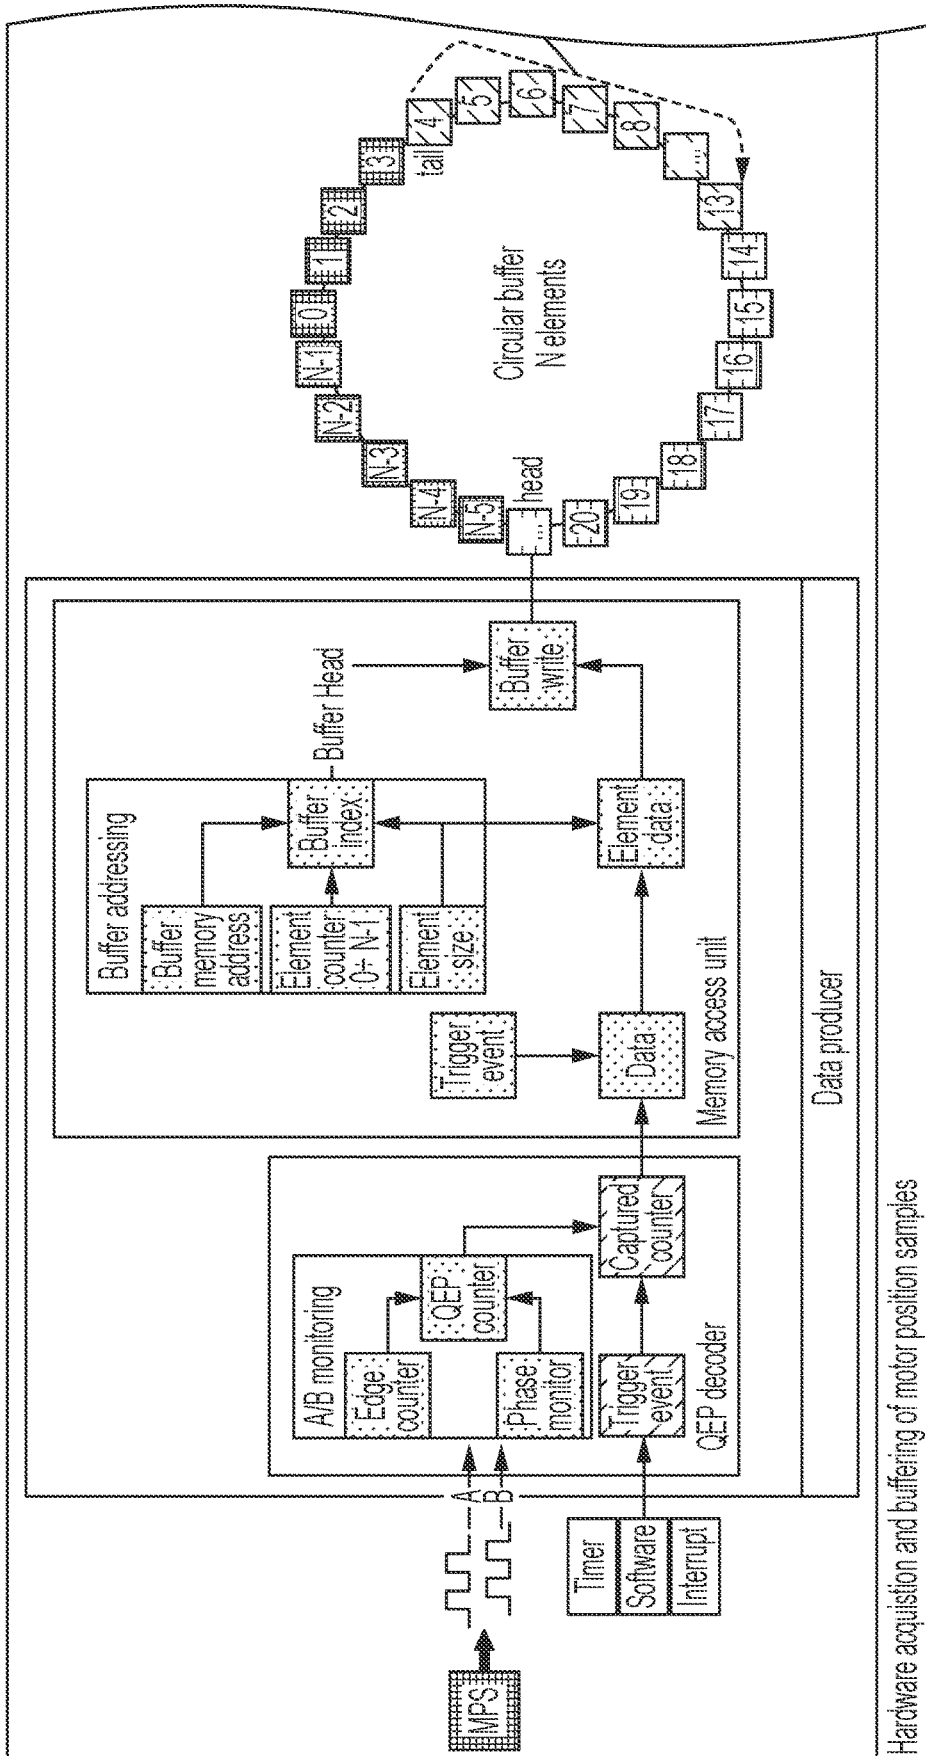 MPS
A
B
Timer
Software
Interrupt
A/B monitoring
Edge
counter
Phase
monitor
QEP
counter
Trigger
event
Captured
counter
QEP decoder
Trigger
event
Data
Buffer addressing
Buffer
memory
address
Element
counter
0÷ N-1
Element
size
Buffer
index
Buffer Head
Element
data
Buffer
write
Memory access unit
Data producer
head
...
N-5
N-4
N-3
N-2
N-1
0
1
2
3
tail
4
5
6
7
8
...
13
14
15
16
17
18
19
20
Circular buffer
N elements
Hardware acquistion and buffering of motor position samples